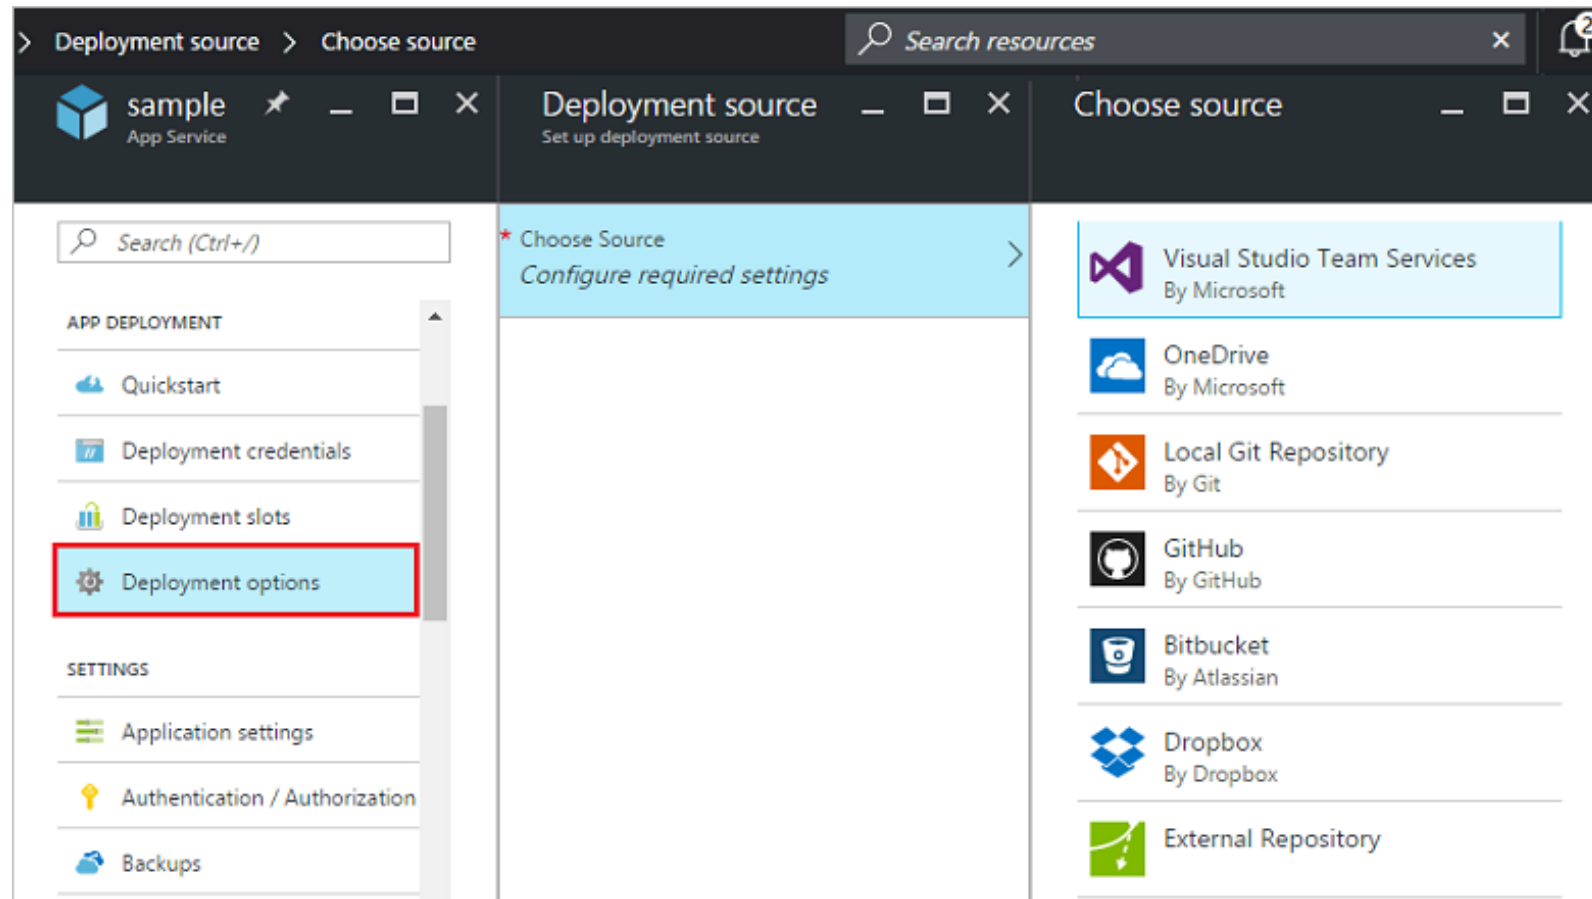 Deployment source > Choose source
Search resources
2
sample
App Service
Deployment source
Set up deployment source
Choose source
Search (Ctrl+/)
APP DEPLOYMENT
Quickstart
Deployment credentials
Deployment slots
Deployment options
SETTINGS
Application settings
Authentication / Authorization
Backups
* Choose Source
Configure required settings
Visual Studio Team Services
By Microsoft
OneDrive
By Microsoft
Local Git Repository
By Git
GitHub
By GitHub
Bitbucket
By Atlassian
Dropbox
By Dropbox
External Repository